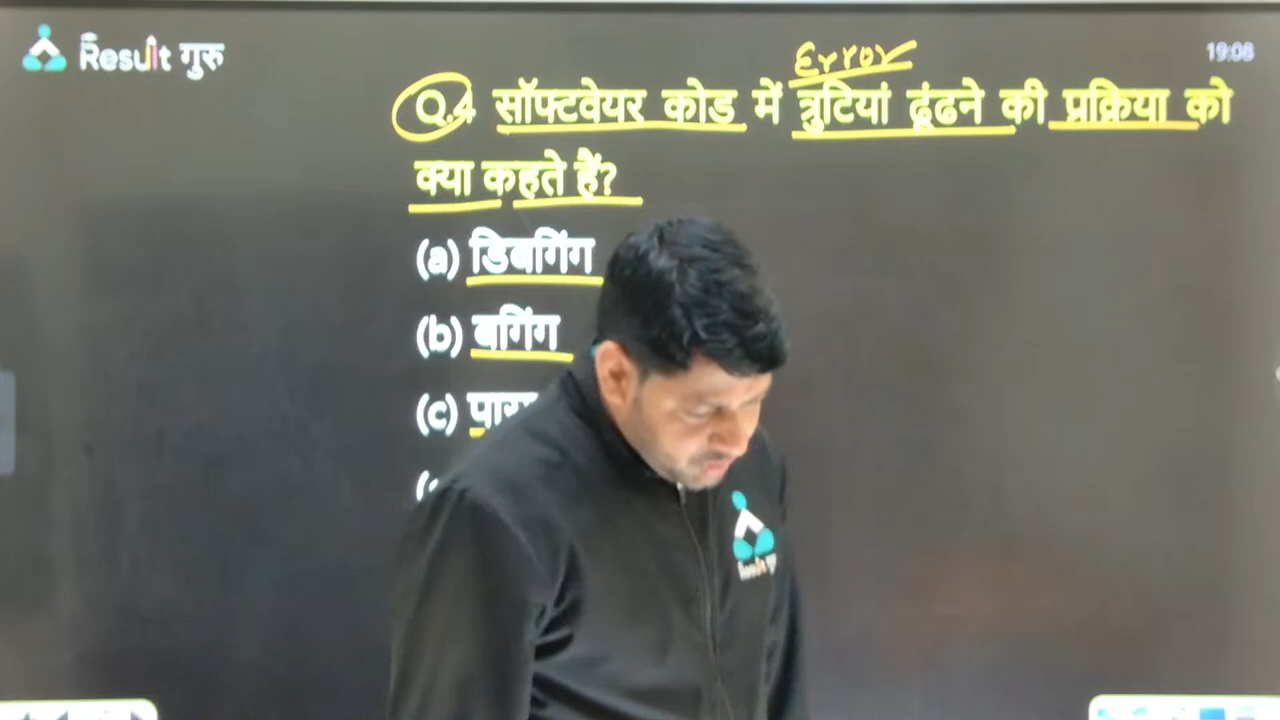 Result गुरु
19:08
Error
Q.4 सॉफ्टवेयर कोड में त्रुटियां ढूंढने की प्रक्रिया को
क्या कहते हैं?
(a) डिबगिंग
(b) बगिंग
(c)